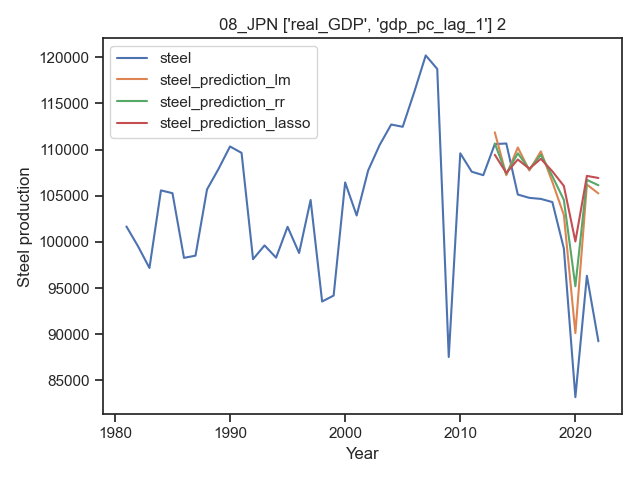 08_JPN ['real_GDP', 'gdp_pc_lag_1'] 2
steel
steel_prediction_lm
steel_prediction_rr
steel_prediction_lasso
Steel production
120000
115000
110000
105000
100000
95000
90000
85000
1980 1990 2000 2010 2020
Year